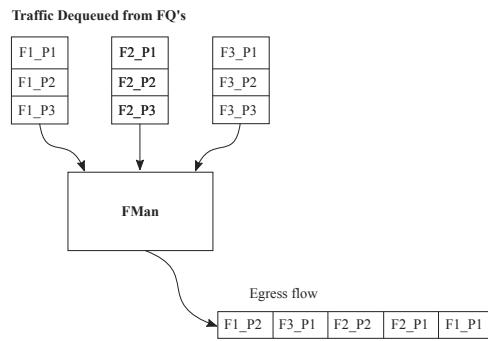 Traffic Dequeued from FQ's
F1_P1 F2_P1 F3_P1
F1_P2 F2_P2 F3_P2
F1_P3 F2_P3 F3_P3
FMan
Egress flow
F1_P2 F3_P1 F2_P2 F2_P1 F1_P1